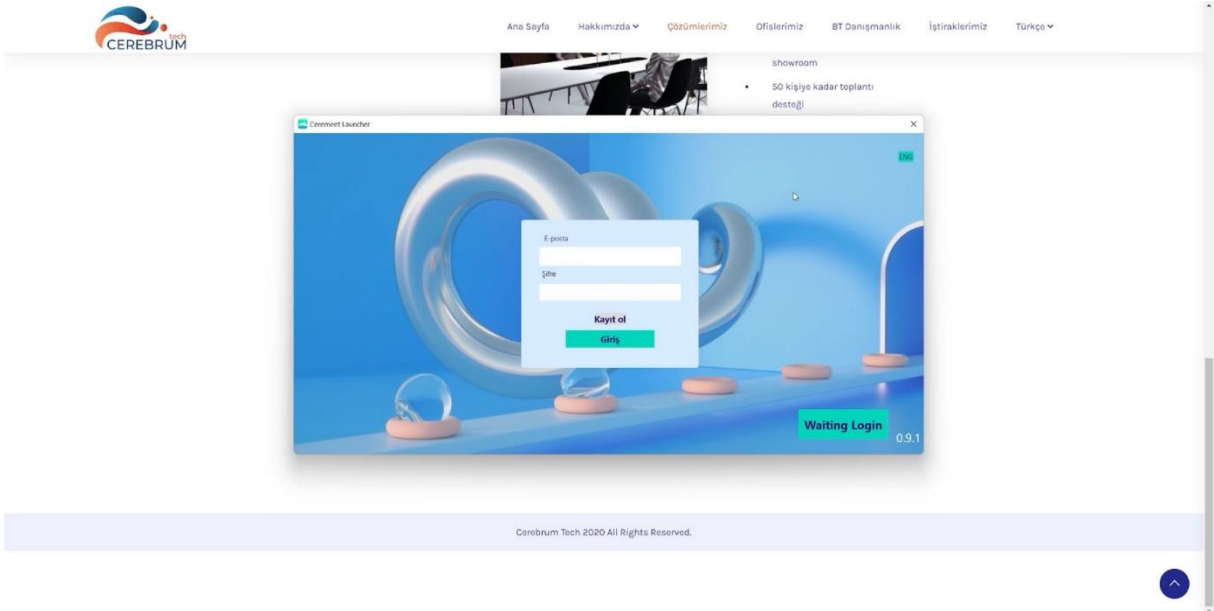 tech
CEREBRUM
Ana Sayfa Hakkımızda Çözümlerimiz Ofislerimiz BT Danışmanlık İştiraklerimiz Türkçe
showroom
50 kişiye kadar toplantı
desteği
Ceremeet Launcher
ENG
E-posta
Şifre
Kayıt ol
Giriş
Waiting Login
0.9.1
Cerebrum Tech 2020 All Rights Reserved.